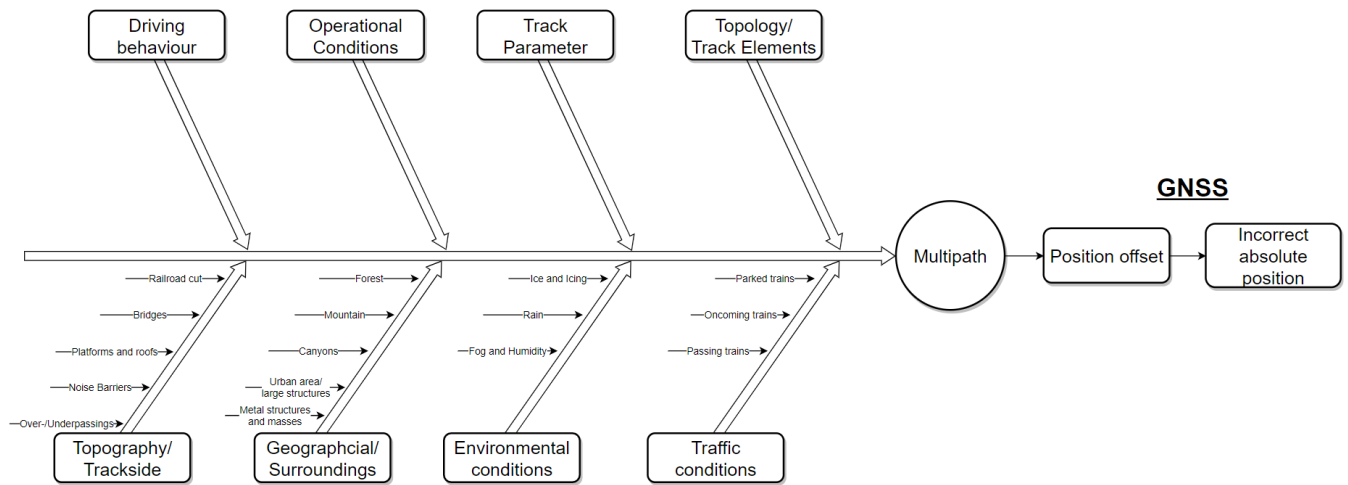 Driving
behaviour
Operational
Conditions
Track
Parameter
Topology/
Track Elements
GNSS
Multipath
Position offset
Incorrect
absolute
position
Railroad cut
Bridges
Platforms and roofs
Noise Barriers
Over-/Underpassings
Forest
Mountain
Canyons
Urban area/
large structures
Metal structures
and masses
Ice and Icing
Rain
Fog and Humidity
Parked trains
Oncoming trains
Passing trains
Topography/
Trackside
Geographcial/
Surroundings
Environmental
conditions
Traffic
conditions